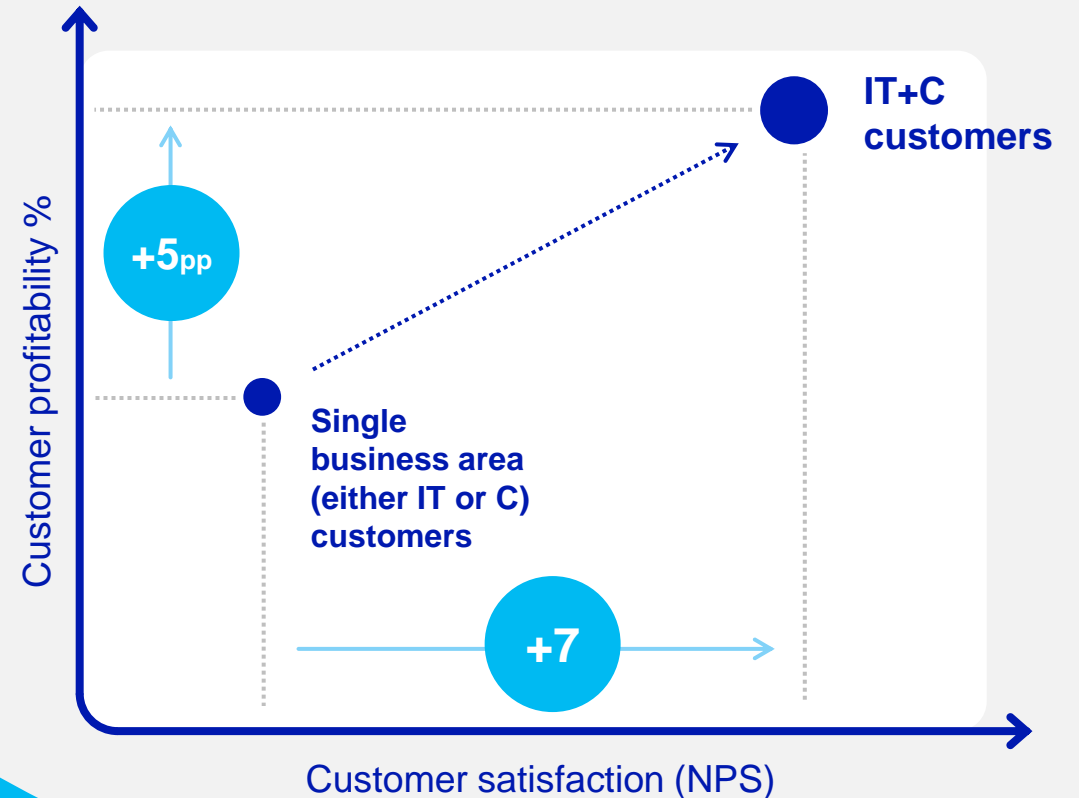 IT+C
customers
Customer profitability %
+5pp
Single
business area
(either IT or C)
customers
+7
Customer satisfaction (NPS)